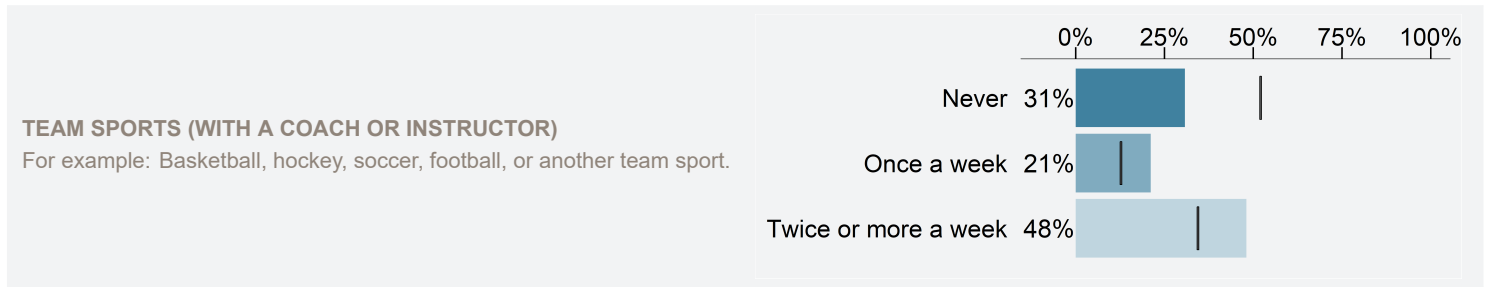 TEAM SPORTS (WITH A COACH OR INSTRUCTOR)
For example: Basketball, hockey, soccer, football, or another team sport.
0% 25% 50% 75% 100%
Never 31%
Once a week 21%
Twice or more a week 48%